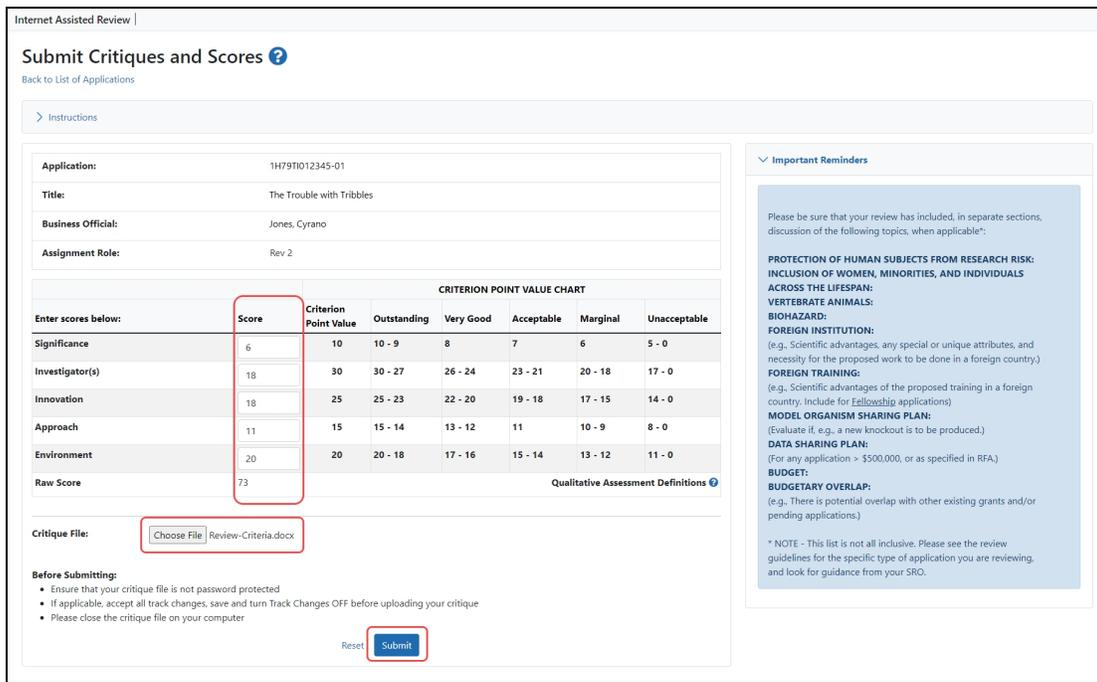 Internet Assisted Review
Submit Critiques and Scores ?
Back to List of Applications
Instructions
Application: 1H79TI012345-01
Title: The Trouble with Tribbles
Business Official: Jones, Cyrano
Assignment Role: Rev 2
CRITERION POINT VALUE CHART
Enter scores below: Score Criterion Point Value Outstanding Very Good Acceptable Marginal Unacceptable
Significance 6 10 10 - 9 8 7 6 5 - 0
Investigator(s) 18 30 30 - 27 26 - 24 23 - 21 20 - 18 17 - 0
Innovation 18 25 25 - 23 22 - 20 19 - 18 17 - 15 14 - 0
Approach 11 15 15 - 14 13 - 12 11 10 - 9 8 - 0
Environment 20 20 20 - 18 17 - 16 15 - 14 13 - 12 11 - 0
Raw Score 73 Qualitative Assessment Definitions ?
Critique File: Choose File Review-Criteria.docx
Before Submitting:
• Ensure that your critique file is not password protected
• If applicable, accept all track changes, save and turn Track Changes OFF before uploading your critique
• Please close the critique file on your computer
Reset Submit
Important Reminders
Please be sure that your review has included, in separate sections,
discussion of the following topics, when applicable*:
PROTECTION OF HUMAN SUBJECTS FROM RESEARCH RISK:
INCLUSION OF WOMEN, MINORITIES, AND INDIVIDUALS
ACROSS THE LIFESPAN:
VERTEBRATE ANIMALS:
BIOHAZARD:
FOREIGN INSTITUTION:
(e.g., Scientific advantages, any special or unique attributes, and
necessity for the proposed work to be done in a foreign country.)
FOREIGN TRAINING:
(e.g., Scientific advantages of the proposed training in a foreign
country. Include for Fellowship applications)
MODEL ORGANISM SHARING PLAN:
(Evaluate if, e.g., a new knockout is to be produced.)
DATA SHARING PLAN:
(For any application > $500,000, or as specified in RFA.)
BUDGET:
BUDGETARY OVERLAP:
(e.g., There is potential overlap with other existing grants and/or
pending applications.)
* NOTE - This list is not all inclusive. Please see the review
guidelines for the specific type of application you are reviewing,
and look for guidance from your SRO.